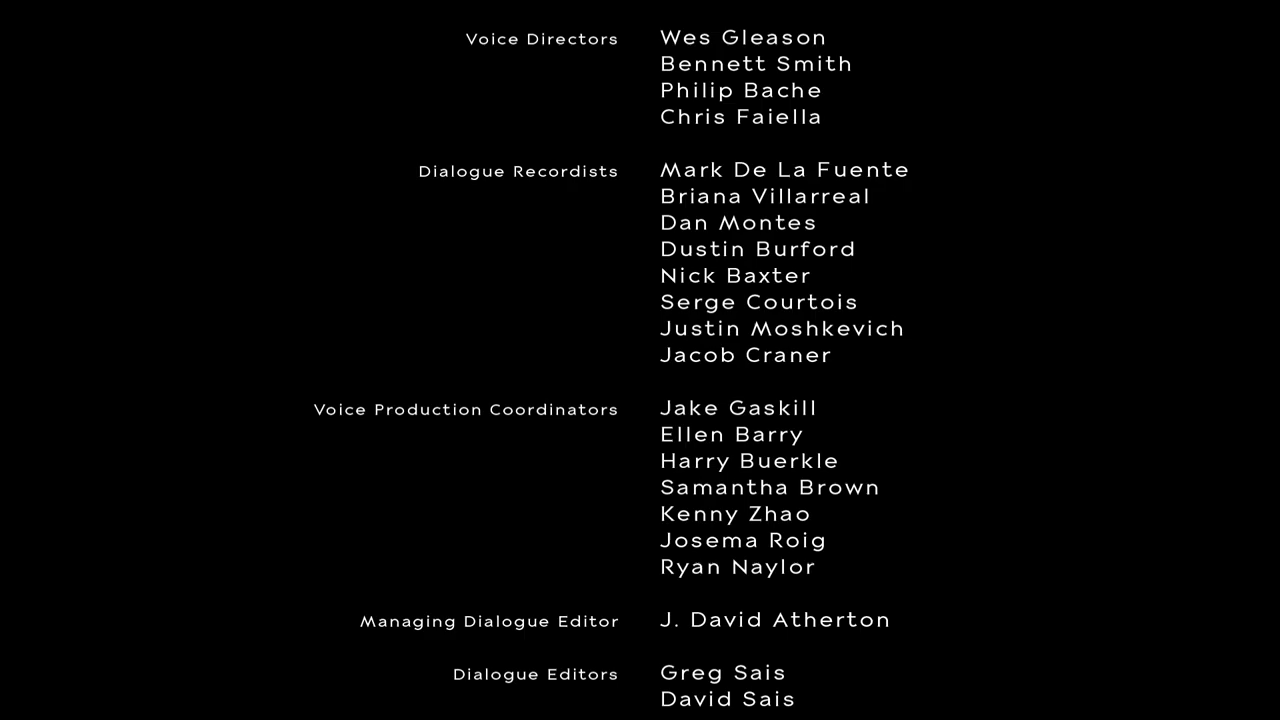 Voice Directors Wes Gleason
Bennett Smith
Philip Bache
Chris Faiella
Dialogue Recordists Mark De La Fuente
Briana Villarreal
Dan Montes
Dustin Burford
Nick Baxter
Serge Courtois
Justin Moshkevich
Jacob Craner
Voice Production Coordinators Jake Gaskill
Ellen Barry
Harry Buerkle
Samantha Brown
Kenny Zhao
Josema Roig
Ryan Naylor
Managing Dialogue Editor J. David Atherton
Dialogue Editors Greg Sais
David Sais